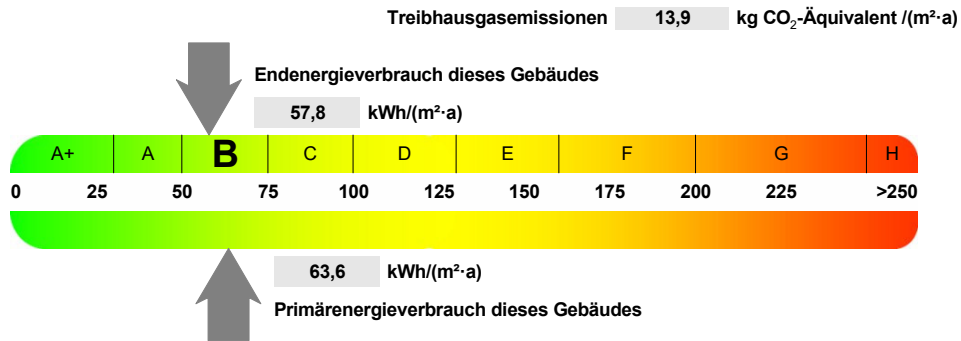 Treibhausgasemissionen 13,9 kg CO₂-Äquivalent /(m²·a)
Endenergieverbrauch dieses Gebäudes
57,8 kWh/(m²·a)
A+ A B C D E F G H
0 25 50 75 100 125 150 175 200 225 >250
63,6 kWh/(m²·a)
Primärenergieverbrauch dieses Gebäudes